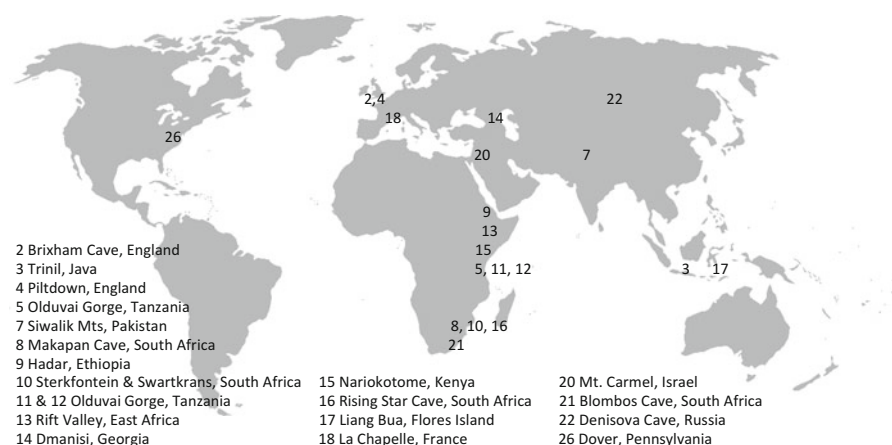 2,4
22
18
14
26
20
7
9
13
15
5, 11, 12
3
17
8, 10, 16
21
2 Brixham Cave, England
3 Trinil, Java
4 Piltdown, England
5 Olduvai Gorge, Tanzania
7 Siwalik Mts, Pakistan
8 Makapan Cave, South Africa
9 Hadar, Ethiopia
10 Sterkfontein & Swartkrans, South Africa
11 & 12 Olduvai Gorge, Tanzania
13 Rift Valley, East Africa
14 Dmanisi, Georgia
15 Nariokotome, Kenya
16 Rising Star Cave, South Africa
17 Liang Bua, Flores Island
18 La Chapelle, France
20 Mt. Carmel, Israel
21 Blombos Cave, South Africa
22 Denisova Cave, Russia
26 Dover, Pennsylvania